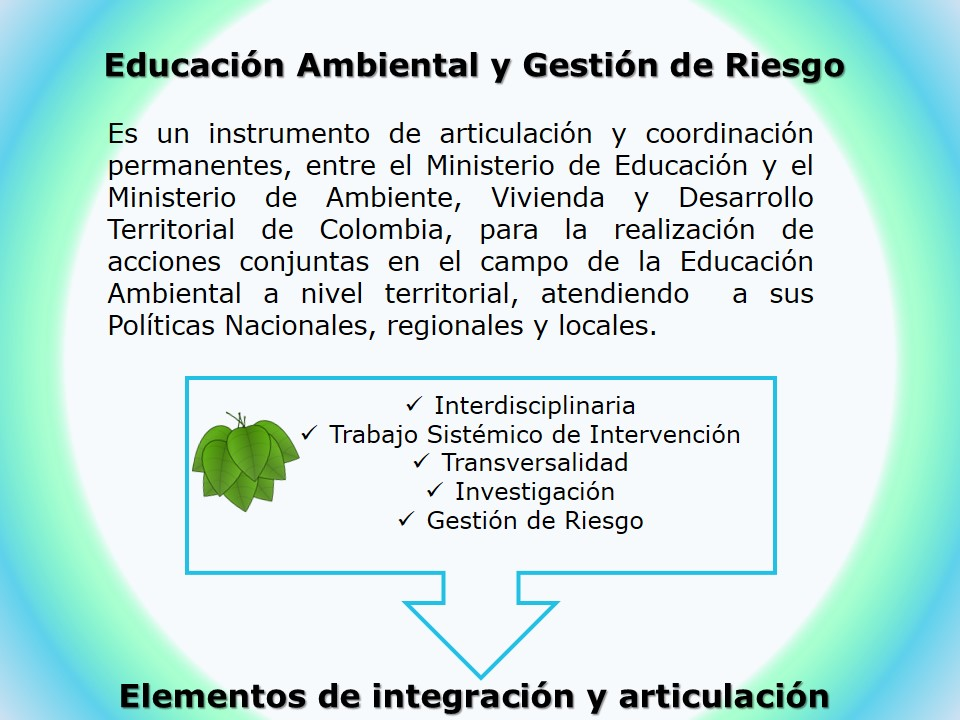 Educación Ambiental y Gestión de Riesgo
Es un instrumento de articulación y coordinación
permanentes, entre el Ministerio de Educación y el
Ministerio de Ambiente, Vivienda y Desarrollo
Territorial de Colombia, para la realización de
acciones conjuntas en el campo de la Educación
Ambiental a nivel territorial, atendiendo a sus
Políticas Nacionales, regionales y locales.
✓ Interdisciplinaria
✓ Trabajo Sistémico de Intervención
✓ Transversalidad
✓ Investigación
✓ Gestión de Riesgo
Elementos de integración y articulación